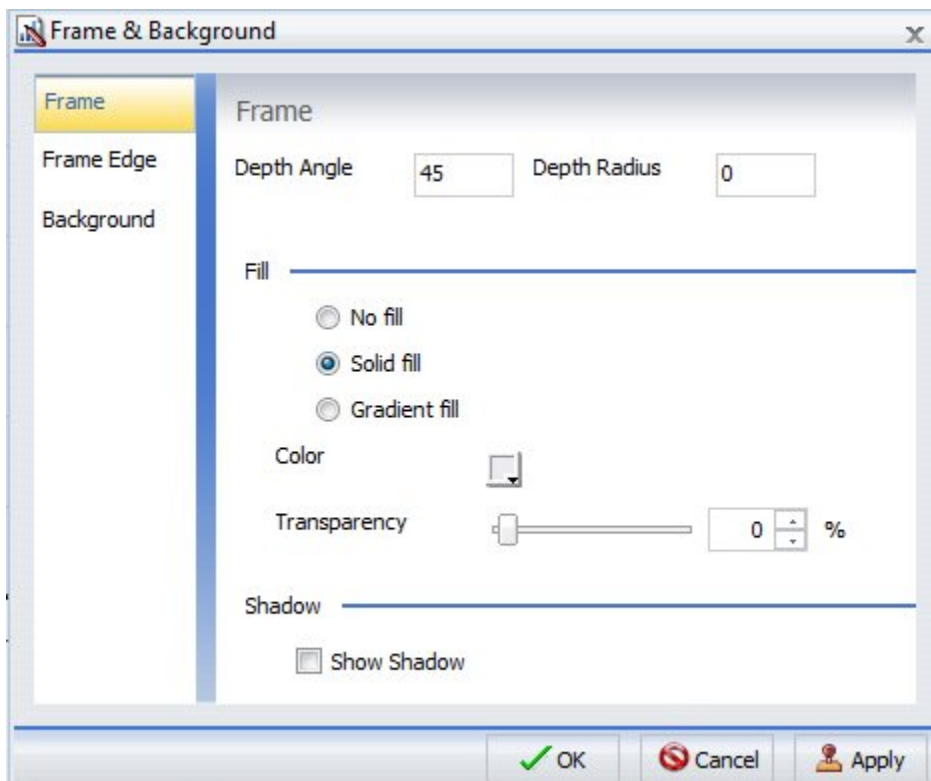 Frame & Background
Frame
Frame Edge
Background
Frame
Depth Angle 45 Depth Radius 0
Fill
No fill
Solid fill
Gradient fill
Color
Transparency 0 %
Shadow
Show Shadow
OK Cancel Apply